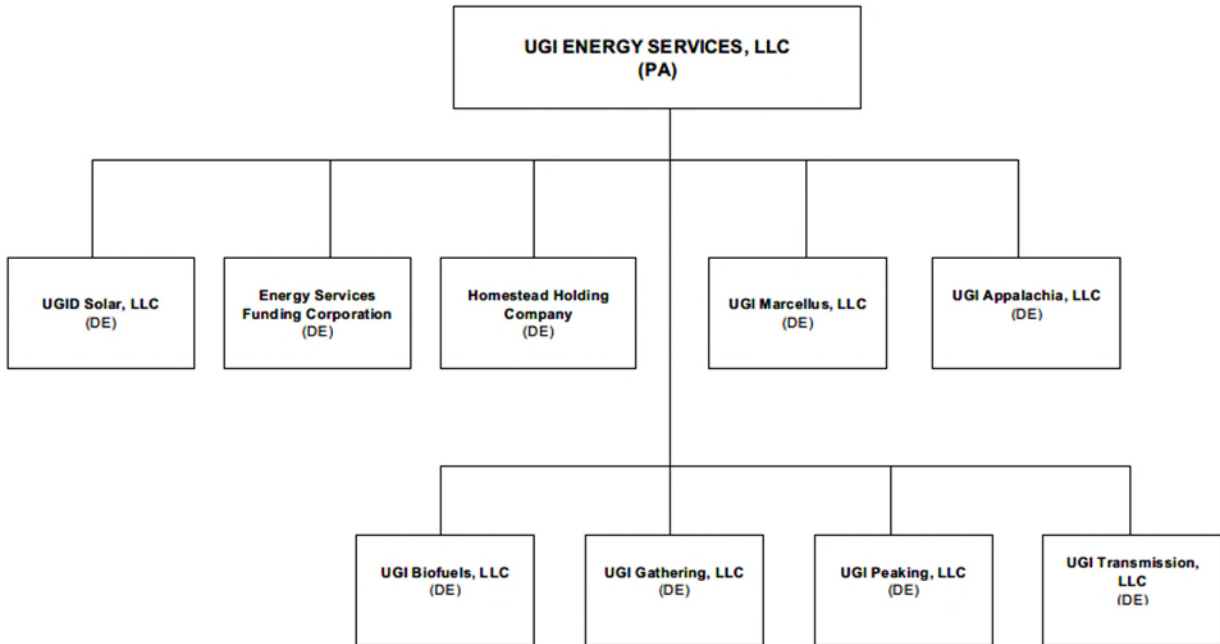 UGI ENERGY SERVICES, LLC
(PA)
UGID Solar, LLC
(DE)
Energy Services
Funding Corporation
(DE)
Homestead Holding
Company
(DE)
UGI Marcellus, LLC
(DE)
UGI Appalachia, LLC
(DE)
UGI Biofuels, LLC
(DE)
UGI Gathering, LLC
(DE)
UGI Peaking, LLC
(DE)
UGI Transmission,
LLC
(DE)